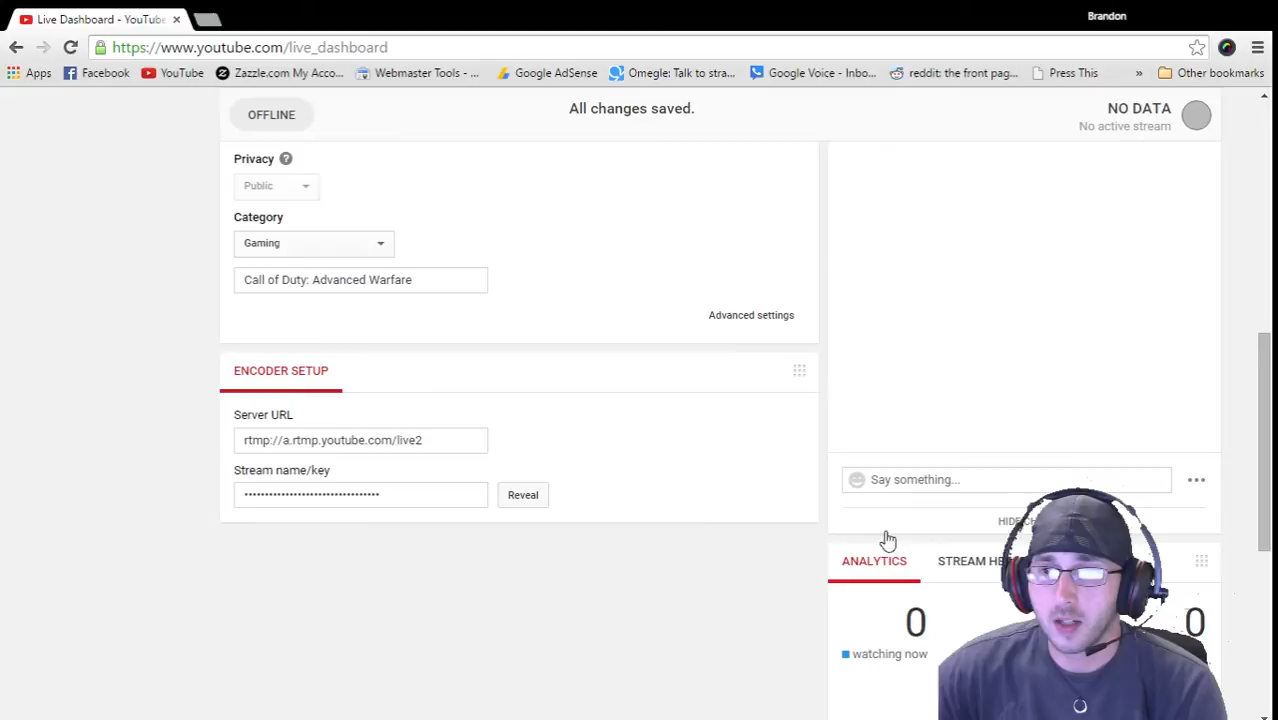 Live Dashboard - YouTube
Brandon
https://www.youtube.com/live_dashboard
Apps Facebook YouTube Zazzle.com My Acco... Webmaster Tools - ... Google AdSense Omegle: Talk to stra... Google Voice - Inbo... reddit: the front pag... Press This » Other bookmarks
OFFLINE
All changes saved.
NO DATA
No active stream
Privacy ?
Public
Category
Gaming
Call of Duty: Advanced Warfare
Advanced settings
ENCODER SETUP
Server URL
rtmp://a.rtmp.youtube.com/live2
Stream name/key
Reveal
Say something...
HIDE
ANALYTICS
STREAM HE
0
0
watching now